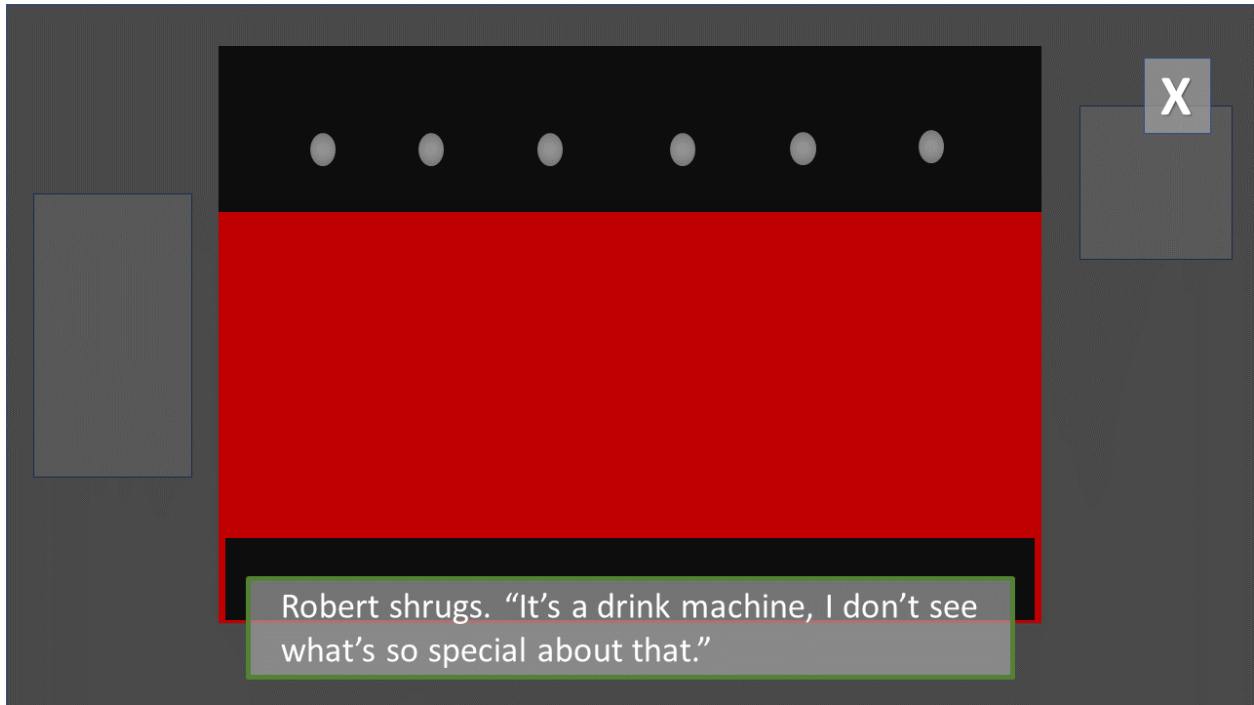 X
Robert shrugs. “It’s a drink machine, I don’t see
what’s so special about that.”